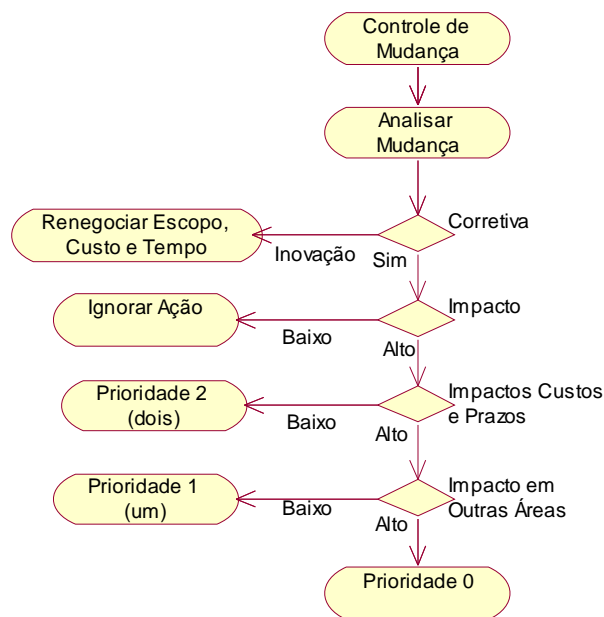 Controle de
Mudança
Analisar
Mudança
Corretiva
Renegociar Escopo,
Custo e Tempo
Inovação
Sim
Impacto
Ignorar Ação
Baixo
Alto
Impactos Custos
e Prazos
Prioridade 2
(dois)
Baixo
Alto
Impacto em
Outras Áreas
Prioridade 1
(um)
Baixo
Alto
Prioridade 0